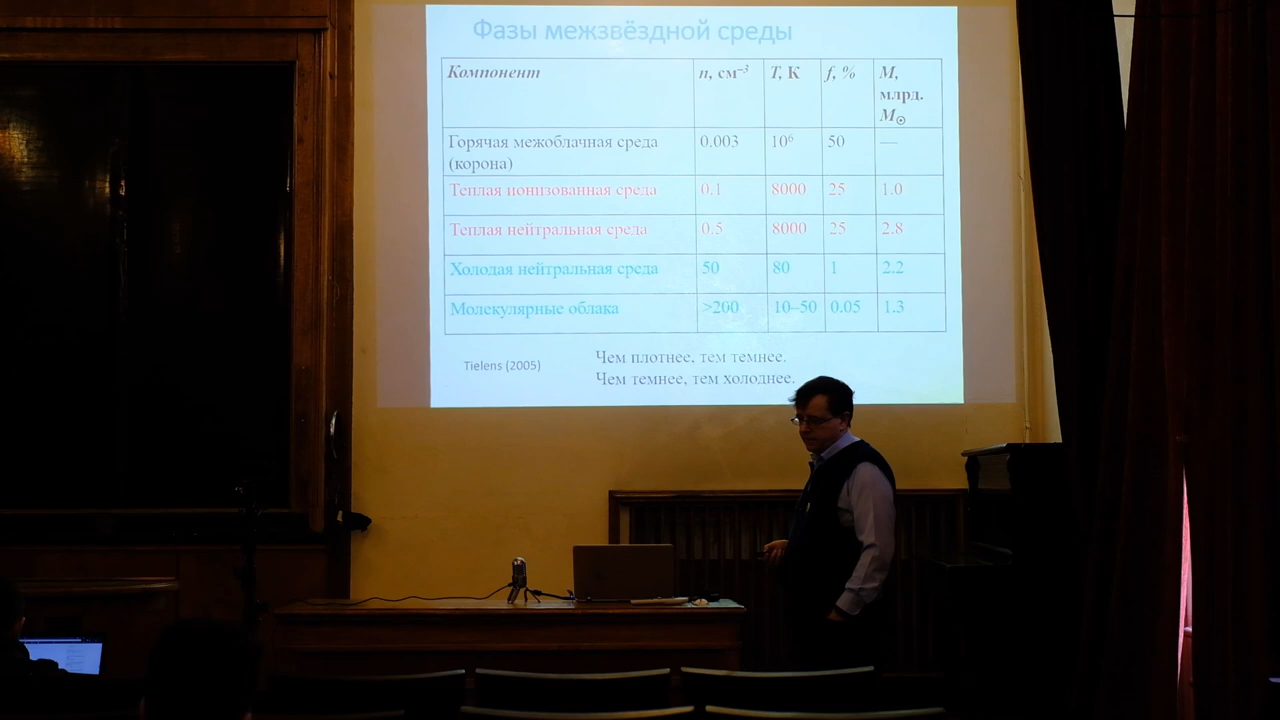 Фазы межзвёздной среды
Компонент n, см⁻³ T, К f, % M,
млрд.
M☉
Горячая межоблачная среда 0.003 10⁶ 50 —
(корона)
Теплая ионизованная среда 0.1 8000 25 1.0
Теплая нейтральная среда 0.5 8000 25 2.8
Холодая нейтральная среда 50 80 1 2.2
Молекулярные облака >200 10–50 0.05 1.3
Tielens (2005)
Чем плотнее, тем темнее.
Чем темнее, тем холоднее.